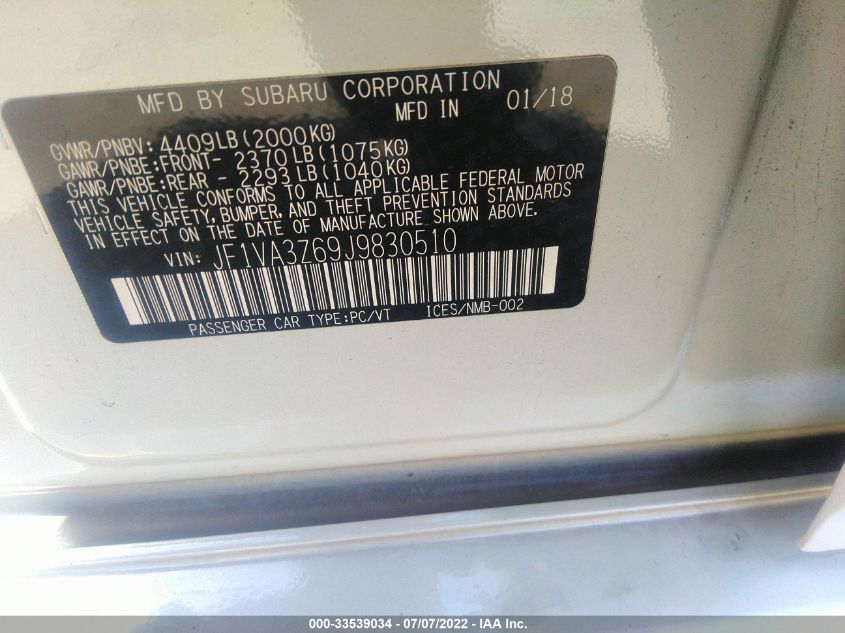 MFD BY SUBARU CORPORATION
MFD IN 01/18
GVWR/PNBV: 4409LB(2000KG)
GAWR/PNBE:FRONT- 2370LB(1075KG)
GAWR/PNBE:REAR - 2293LB(1040KG)
THIS VEHICLE CONFORMS TO ALL APPLICABLE FEDERAL MOTOR
VEHICLE SAFETY, BUMPER, AND THEFT PREVENTION STANDARDS
IN EFFECT ON THE DATE OF MANUFACTURE SHOWN ABOVE.
VIN: JF1VA3Z69J9830510
PASSENGER CAR TYPE:PC/VT ICES/NMB-002
000-33539034 - 07/07/2022 - IAA Inc.